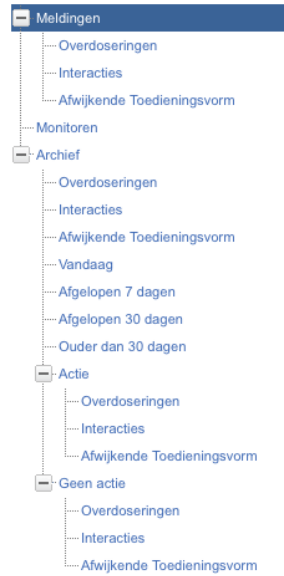 Meldingen
Overdoseringen
Interacties
Afwijkende Toedieningsvorm
Monitoren
Archief
Overdoseringen
Interacties
Afwijkende Toedieningsvorm
Vandaag
Afgelopen 7 dagen
Afgelopen 30 dagen
Ouder dan 30 dagen
Actie
Overdoseringen
Interacties
Afwijkende Toedieningsvorm
Geen actie
Overdoseringen
Interacties
Afwijkende Toedieningsvorm